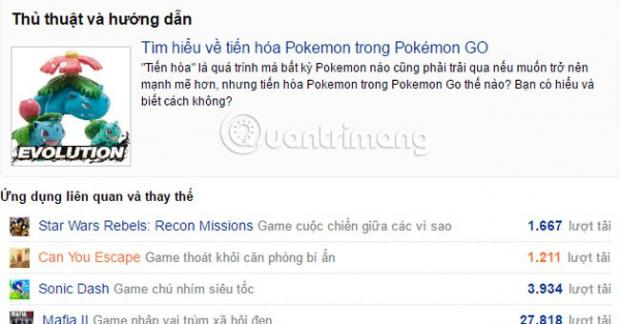 Thủ thuật và hướng dẫn
Tìm hiểu về tiến hóa Pokemon trong Pokémon GO
"Tiến hóa" là quá trình mà bất kỳ Pokemon nào cũng phải trải qua nếu muốn trở nên
mạnh mẽ hơn, nhưng tiến hóa Pokemon trong Pokemon Go thế nào? Bạn có hiểu và
biết cách không?
EVOLUTION
Quantrimang
Ứng dụng liên quan và thay thế
Star Wars Rebels: Recon Missions Game cuộc chiến giữa các vì sao 1.667 lượt tải
Can You Escape Game thoát khỏi căn phòng bí ẩn 1.211 lượt tải
Sonic Dash Game chú nhím siêu tốc 3.934 lượt tải
Mafia II Game nhập vai trùm xã hội đen 27.818 lượt tải